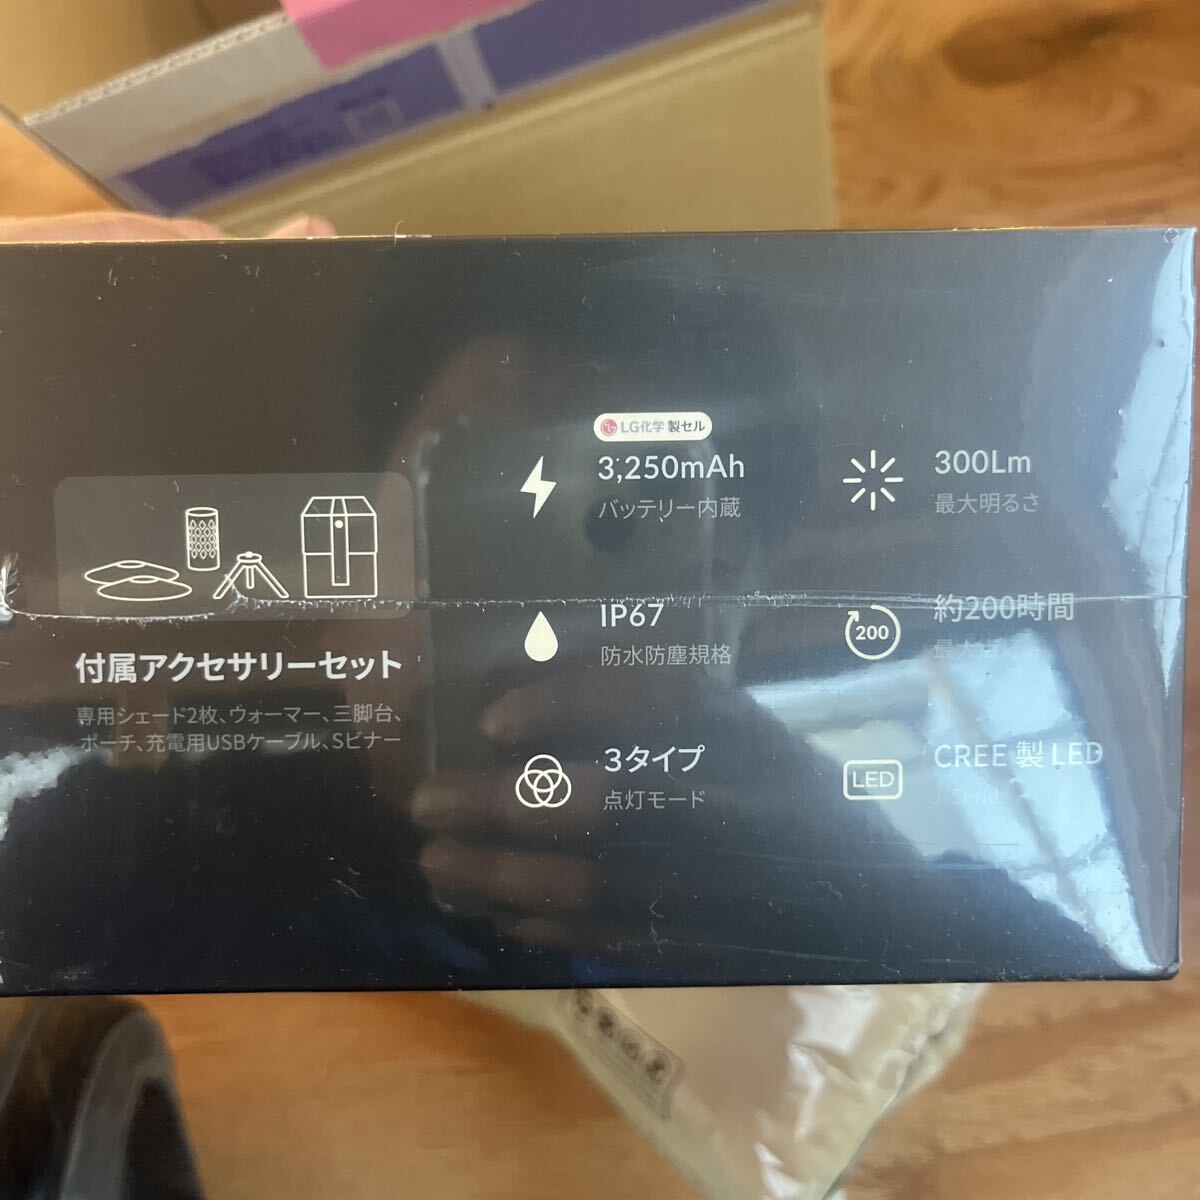 付属アクセサリーセット
専用シェード2枚、ウォーマー、三脚台、
ポーチ、充電用USBケーブル、Sビナー
LG化学 製セル
3,250mAh
バッテリー内蔵
300Lm
最大明るさ
IP67
防水防塵規格
200
約200時間
3タイプ
点灯モード
LED
CREE 製 LED